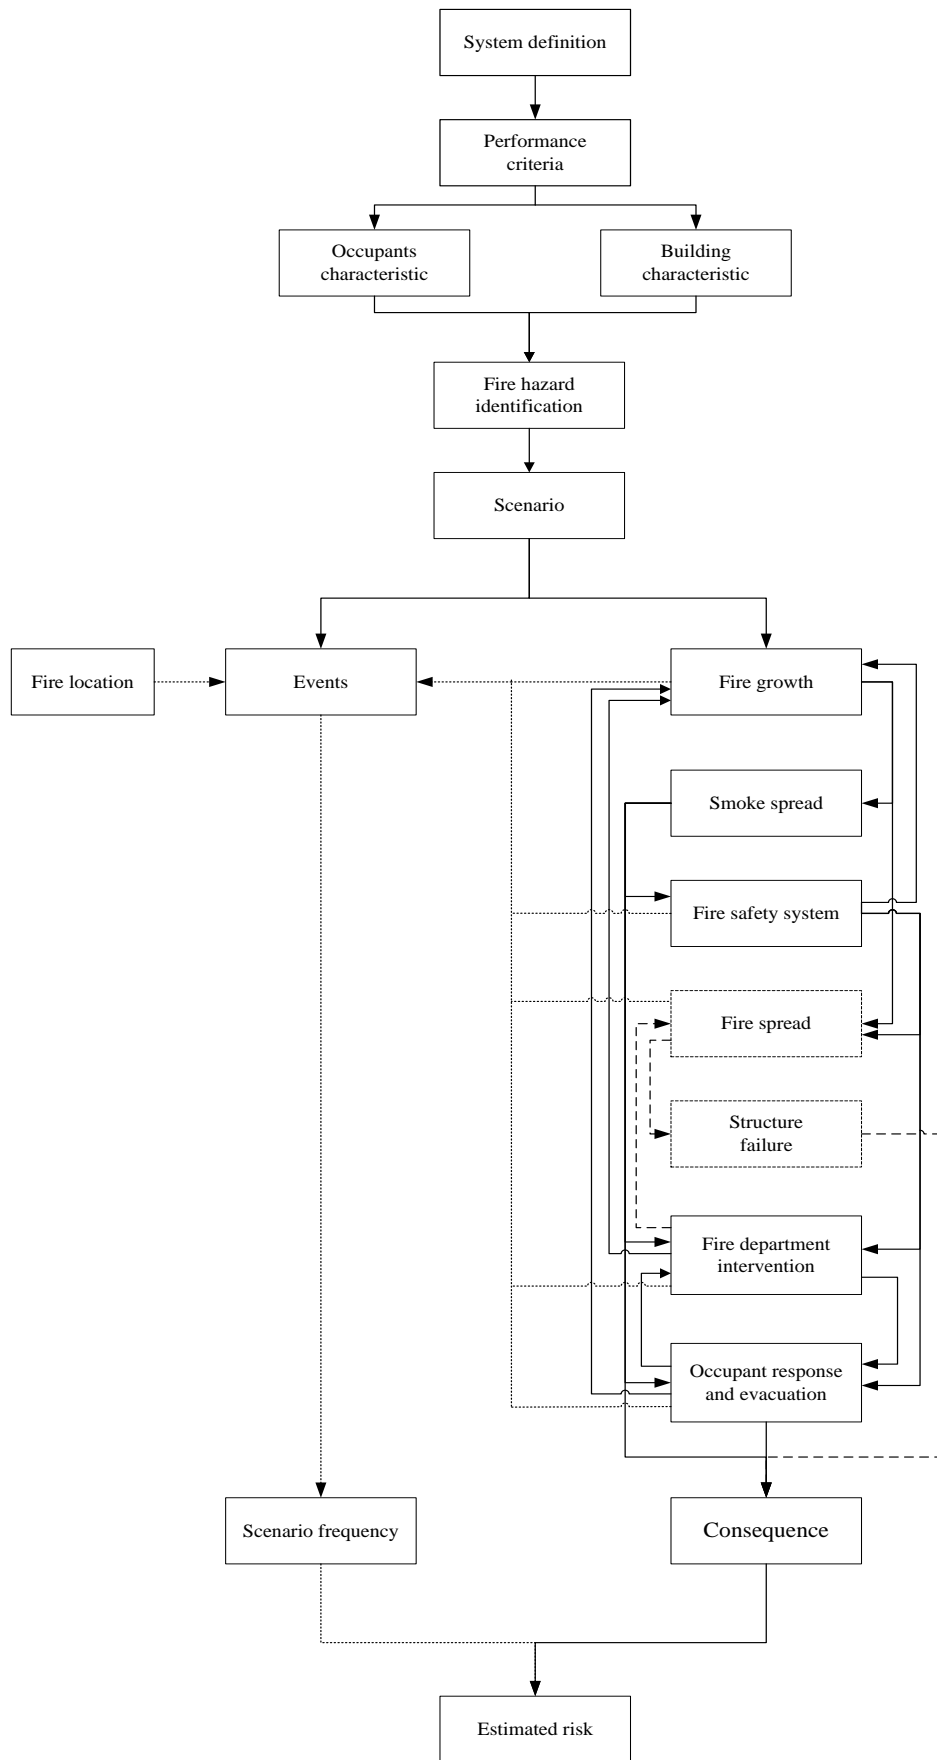 System definition
Performance
criteria
Occupants
characteristic
Building
characteristic
Fire hazard
identification
Scenario
Fire location
Events
Fire growth
Smoke spread
Fire safety system
Fire spread
Structure
failure
Fire department
intervention
Occupant response
and evacuation
Scenario frequency
Consequence
Estimated risk